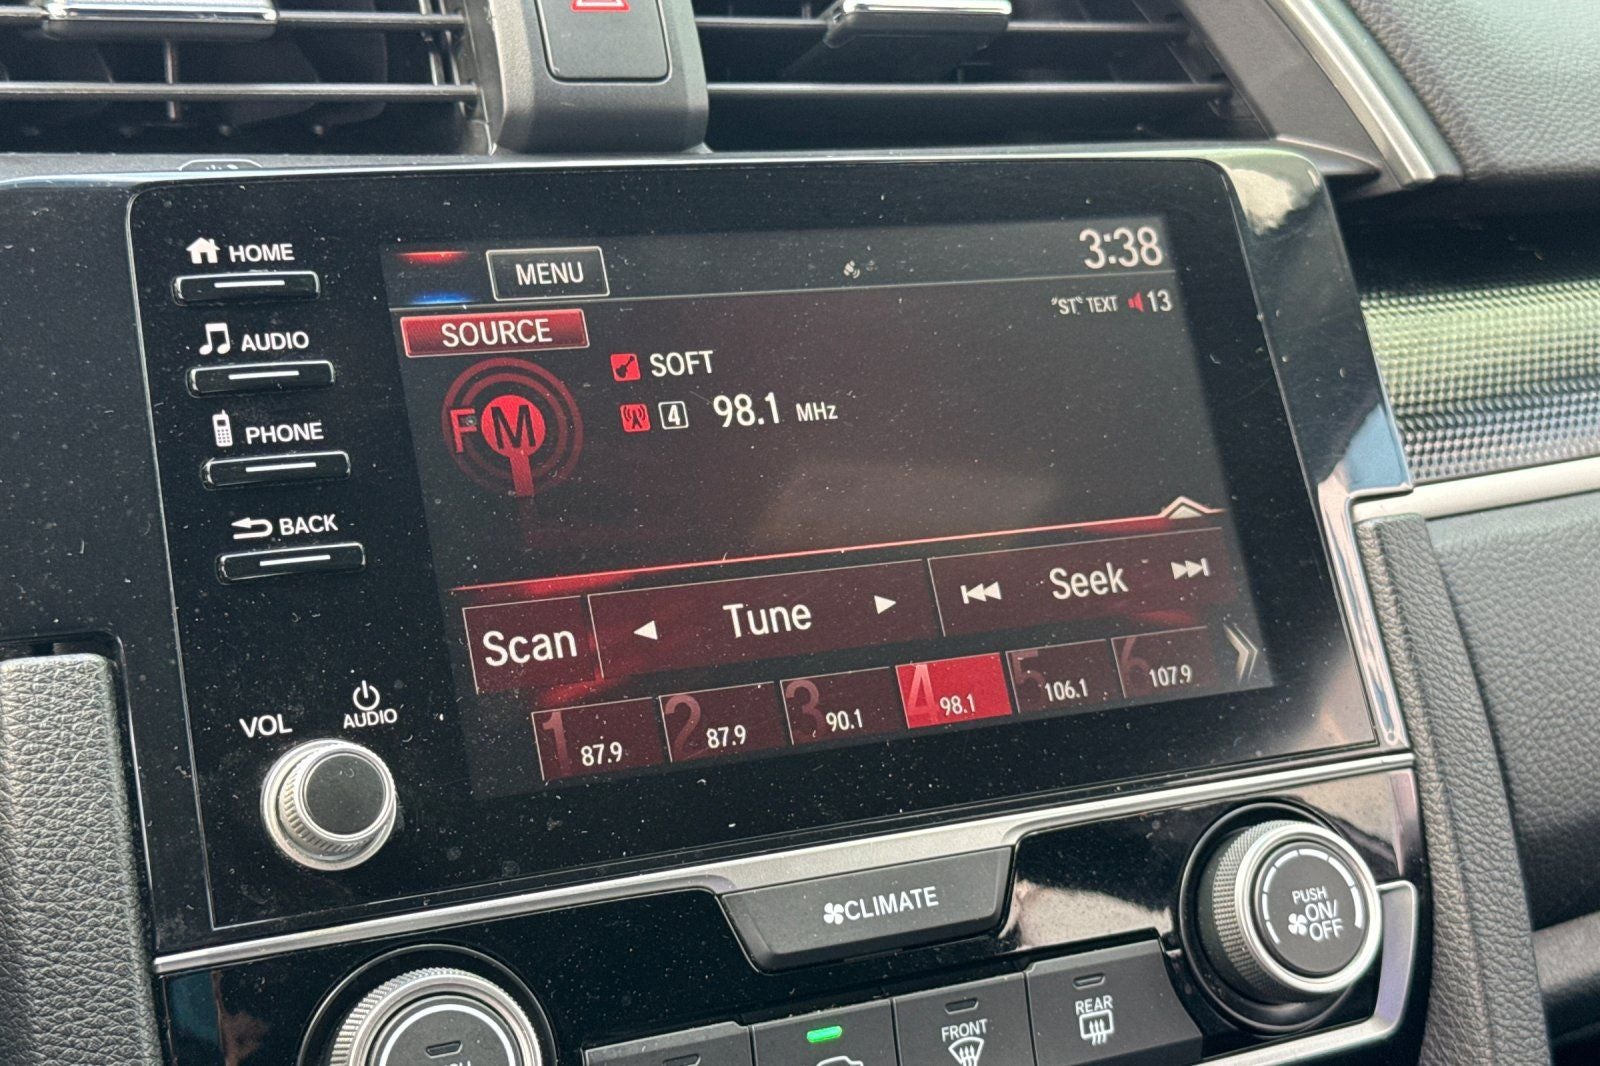 HOME
MENU
3:38
"ST" TEXT 13
AUDIO
SOURCE
SOFT
FM
4 98.1 MHz
PHONE
BACK
Scan
Tune
Seek
1 87.9
2 87.9
3 90.1
4 98.1
5 106.1
6 107.9
VOL
AUDIO
CLIMATE
PUSH
ON/
OFF
FRONT
REAR